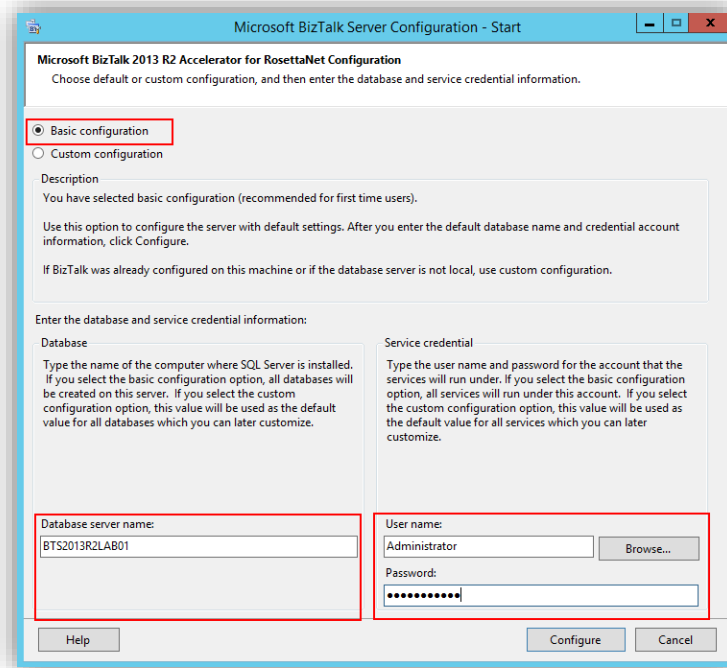 Microsoft BizTalk Server Configuration - Start
Microsoft BizTalk 2013 R2 Accelerator for RosettaNet Configuration
Choose default or custom configuration, and then enter the database and service credential information.
Basic configuration
Custom configuration
Description
You have selected basic configuration (recommended for first time users).
Use this option to configure the server with default settings. After you enter the default database name and credential account
information, click Configure.
If BizTalk was already configured on this machine or if the database server is not local, use custom configuration.
Enter the database and service credential information:
Database
Type the name of the computer where SQL Server is installed.
If you select the basic configuration option, all databases will
be created on this server. If you select the custom
configuration option, this value will be used as the default
value for all databases which you can later customize.
Database server name:
BTS2013R2LAB01
Service credential
Type the user name and password for the account that the
services will run under. If you select the basic configuration
option, all services will run under this account. If you select
the custom configuration option, this value will be used as
the default value for all services which you can later
customize.
User name:
Administrator
Browse...
Password:
●●●●●●●●●●●
Help
Configure
Cancel